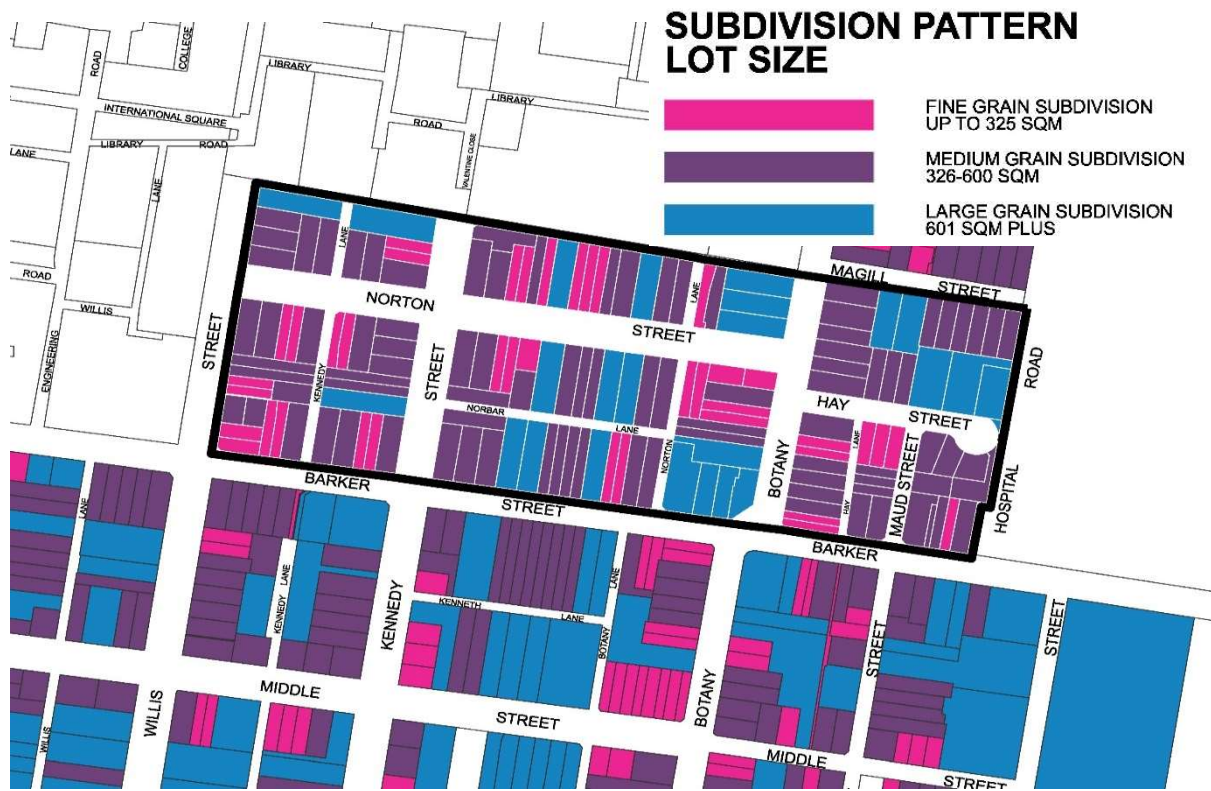 SUBDIVISION PATTERN
LOT SIZE
FINE GRAIN SUBDIVISION
UP TO 325 SQM
MEDIUM GRAIN SUBDIVISION
326-600 SQM
LARGE GRAIN SUBDIVISION
601 SQM PLUS
ROAD
COLLEGE
LIBRARY
LIBRARY
INTERNATIONAL SQUARE
ROAD
LIBRARY
ROAD
LANE
LANE
VALENTINE CLOSE
ROAD
WILLIS
ENGINEERING
STREET
LANE
NORTON
STREET
LANE
MAGILL
STREET
ROAD
KENNEDY
STREET
NORBAR
LANE
NORTON
HAY
STREET
LANE
HAY
BOTANY
MAUD STREET
HOSPITAL
BARKER
STREET
BARKER
LANE
KENNEDY
LANE
KENNEDY
KENNETH
LANE
LANE
BOTANY
STREET
STREET
MIDDLE
STREET
BOTANY
MIDDLE
STREET
WILLIS
WILLIS